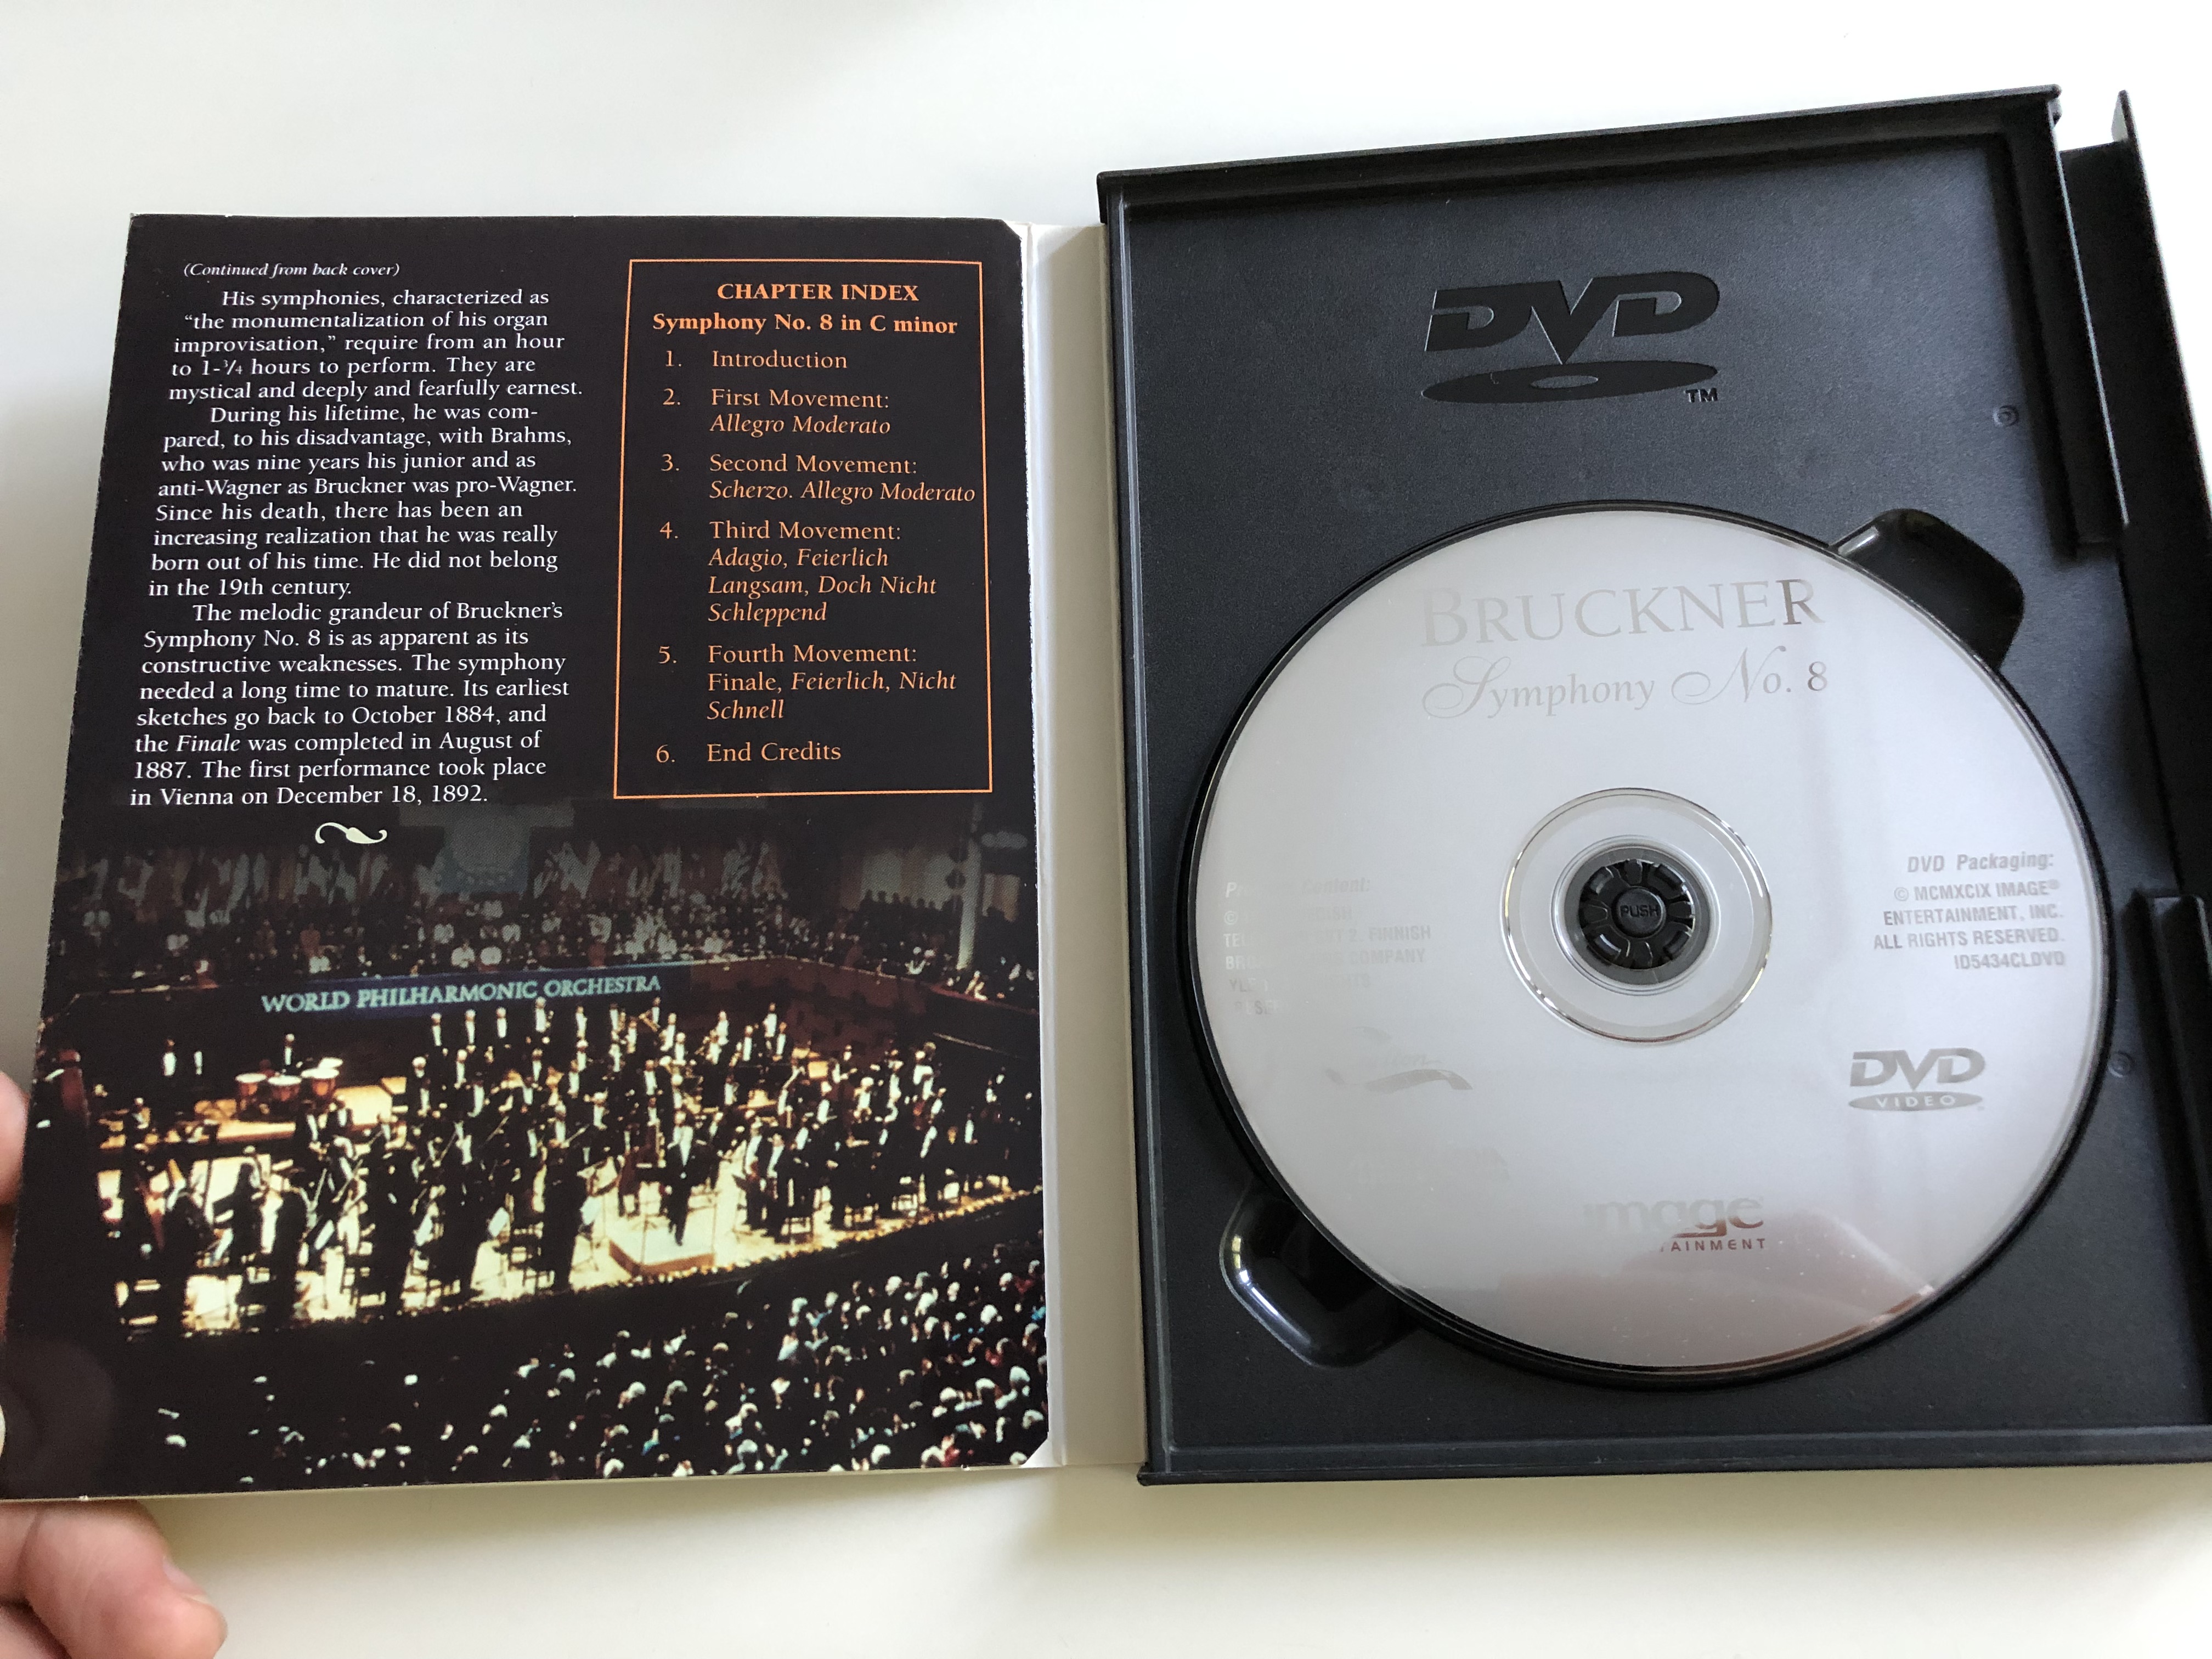 (Continued from back cover)
His symphonies, characterized as
“the monumentalization of his organ
improvisation,” require from an hour
to 1-¾ hours to perform. They are
mystical and deeply and fearfully earnest.
During his lifetime, he was com-
pared, to his disadvantage, with Brahms,
who was nine years his junior and as
anti-Wagner as Bruckner was pro-Wagner.
Since his death, there has been an
increasing realization that he was really
born out of his time. He did not belong
in the 19th century.
The melodic grandeur of Bruckner's
Symphony No. 8 is as apparent as its
constructive weaknesses. The symphony
needed a long time to mature. Its earliest
sketches go back to October 1884, and
the Finale was completed in August of
1887. The first performance took place
in Vienna on December 18, 1892.
CHAPTER INDEX
Symphony No. 8 in C minor
1. Introduction
2. First Movement:
Allegro Moderato
3. Second Movement:
Scherzo. Allegro Moderato
4. Third Movement:
Adagio, Feierlich
Langsam, Doch Nicht
Schleppend
5. Fourth Movement:
Finale, Feierlich, Nicht
Schnell
6. End Credits
WORLD PHILHARMONIC ORCHESTRA
DVD
TM
BRUCKNER
Symphony No. 8
PUSH
Content:
2. FINNISH
COMPANY
DVD Packaging:
© MCMXCIX IMAGE®
ENTERTAINMENT, INC.
ALL RIGHTS RESERVED.
ID5434CLDVD
DVD
VIDEO
image